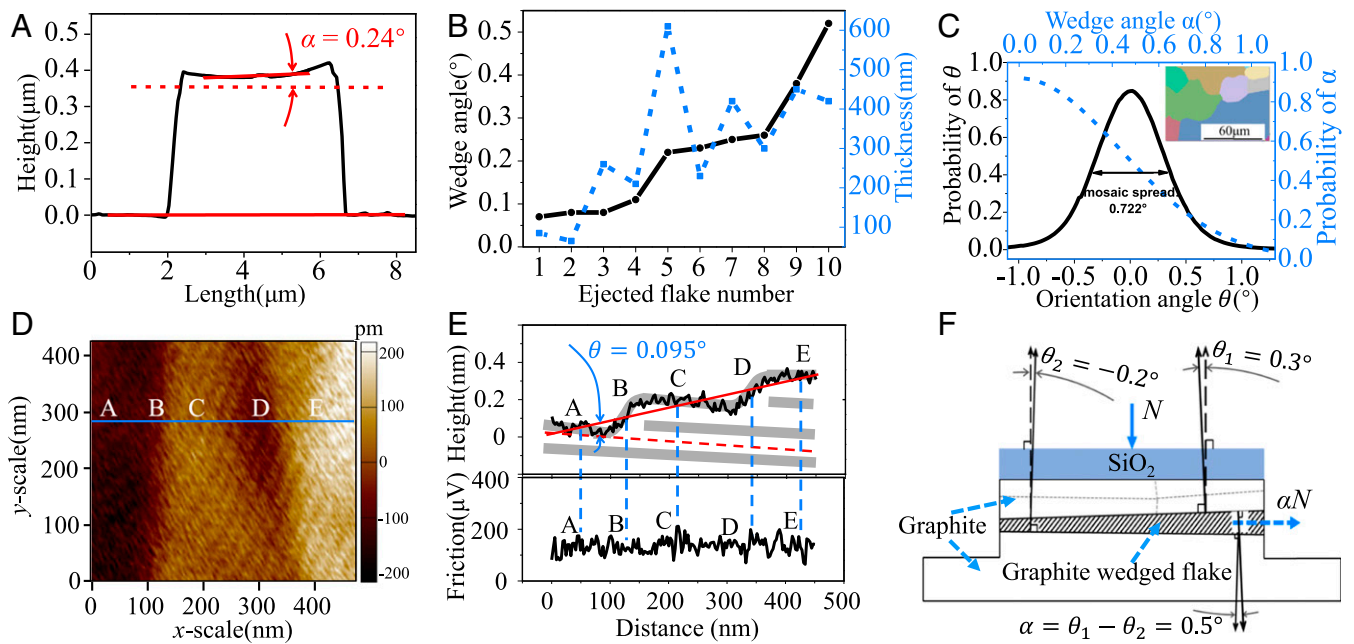 A
α = 0.24°
Height(μm)
0.5
0.4
0.3
0.2
0.1
0.0
0 2 4 6 8
Length(μm)
B
Wedge angle(°)
0.5
0.4
0.3
0.2
0.1
0.0
1 2 3 4 5 6 7 8 9 10
Ejected flake number
600
500
400
300
200
100
Thickness(nm)
C
Wedge angle α(°)
0.0 0.2 0.4 0.6 0.8 1.0
Probability of θ
1.0
0.8
0.6
0.4
0.2
0.0
mosaic spread
0.722°
60μm
1.0
0.8
0.6
0.4
0.2
0.0
Probability of α
-1.0 -0.5 0.0 0.5 1.0
Orientation angle θ(°)
D
pm
y-scale(nm)
400
300
200
100
0
A B C D E
200
100
0
-100
-200
0 100 200 300 400
x-scale(nm)
E
θ = 0.095°
Height(nm)
0.4
0.2
0
A B C D E
Friction(μV)
400
200
0
A B C D E
0 100 200 300 400 500
Distance (nm)
F
θ₂ = −0.2°
θ₁ = 0.3°
N
SiO₂
αN
Graphite
Graphite wedged flake
α = θ₁ − θ₂ = 0.5°